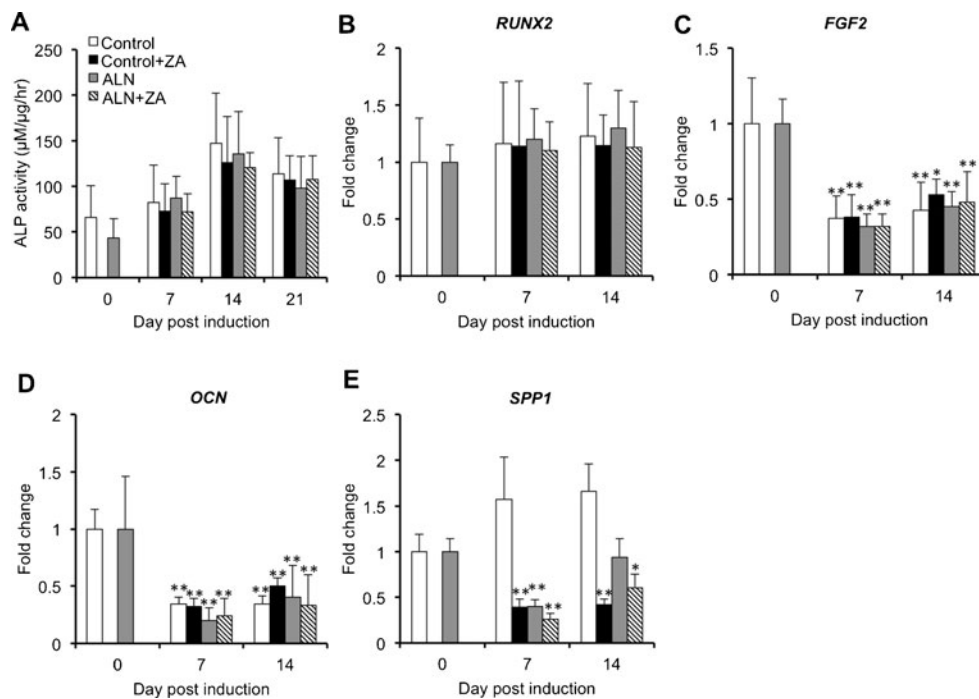 A
Control
Control+ZA
ALN
ALN+ZA
ALP activity (µM/µg/hr)
250
200
150
100
50
0
0 7 14 21
Day post induction
B
RUNX2
Fold change
2
1.5
1
0.5
0
** ** ** **
0 7 14
Day post induction
C
FGF2
Fold change
1.5
1
0.5
0
** ** ** **
** * ** **
0 7 14
Day post induction
D
OCN
Fold change
2
1.5
1
0.5
0
** ** ** **
** ** ** **
0 7 14
Day post induction
E
SPP1
Fold change
2.5
2
1.5
1
0.5
0
** ** **
** *
0 7 14
Day post induction